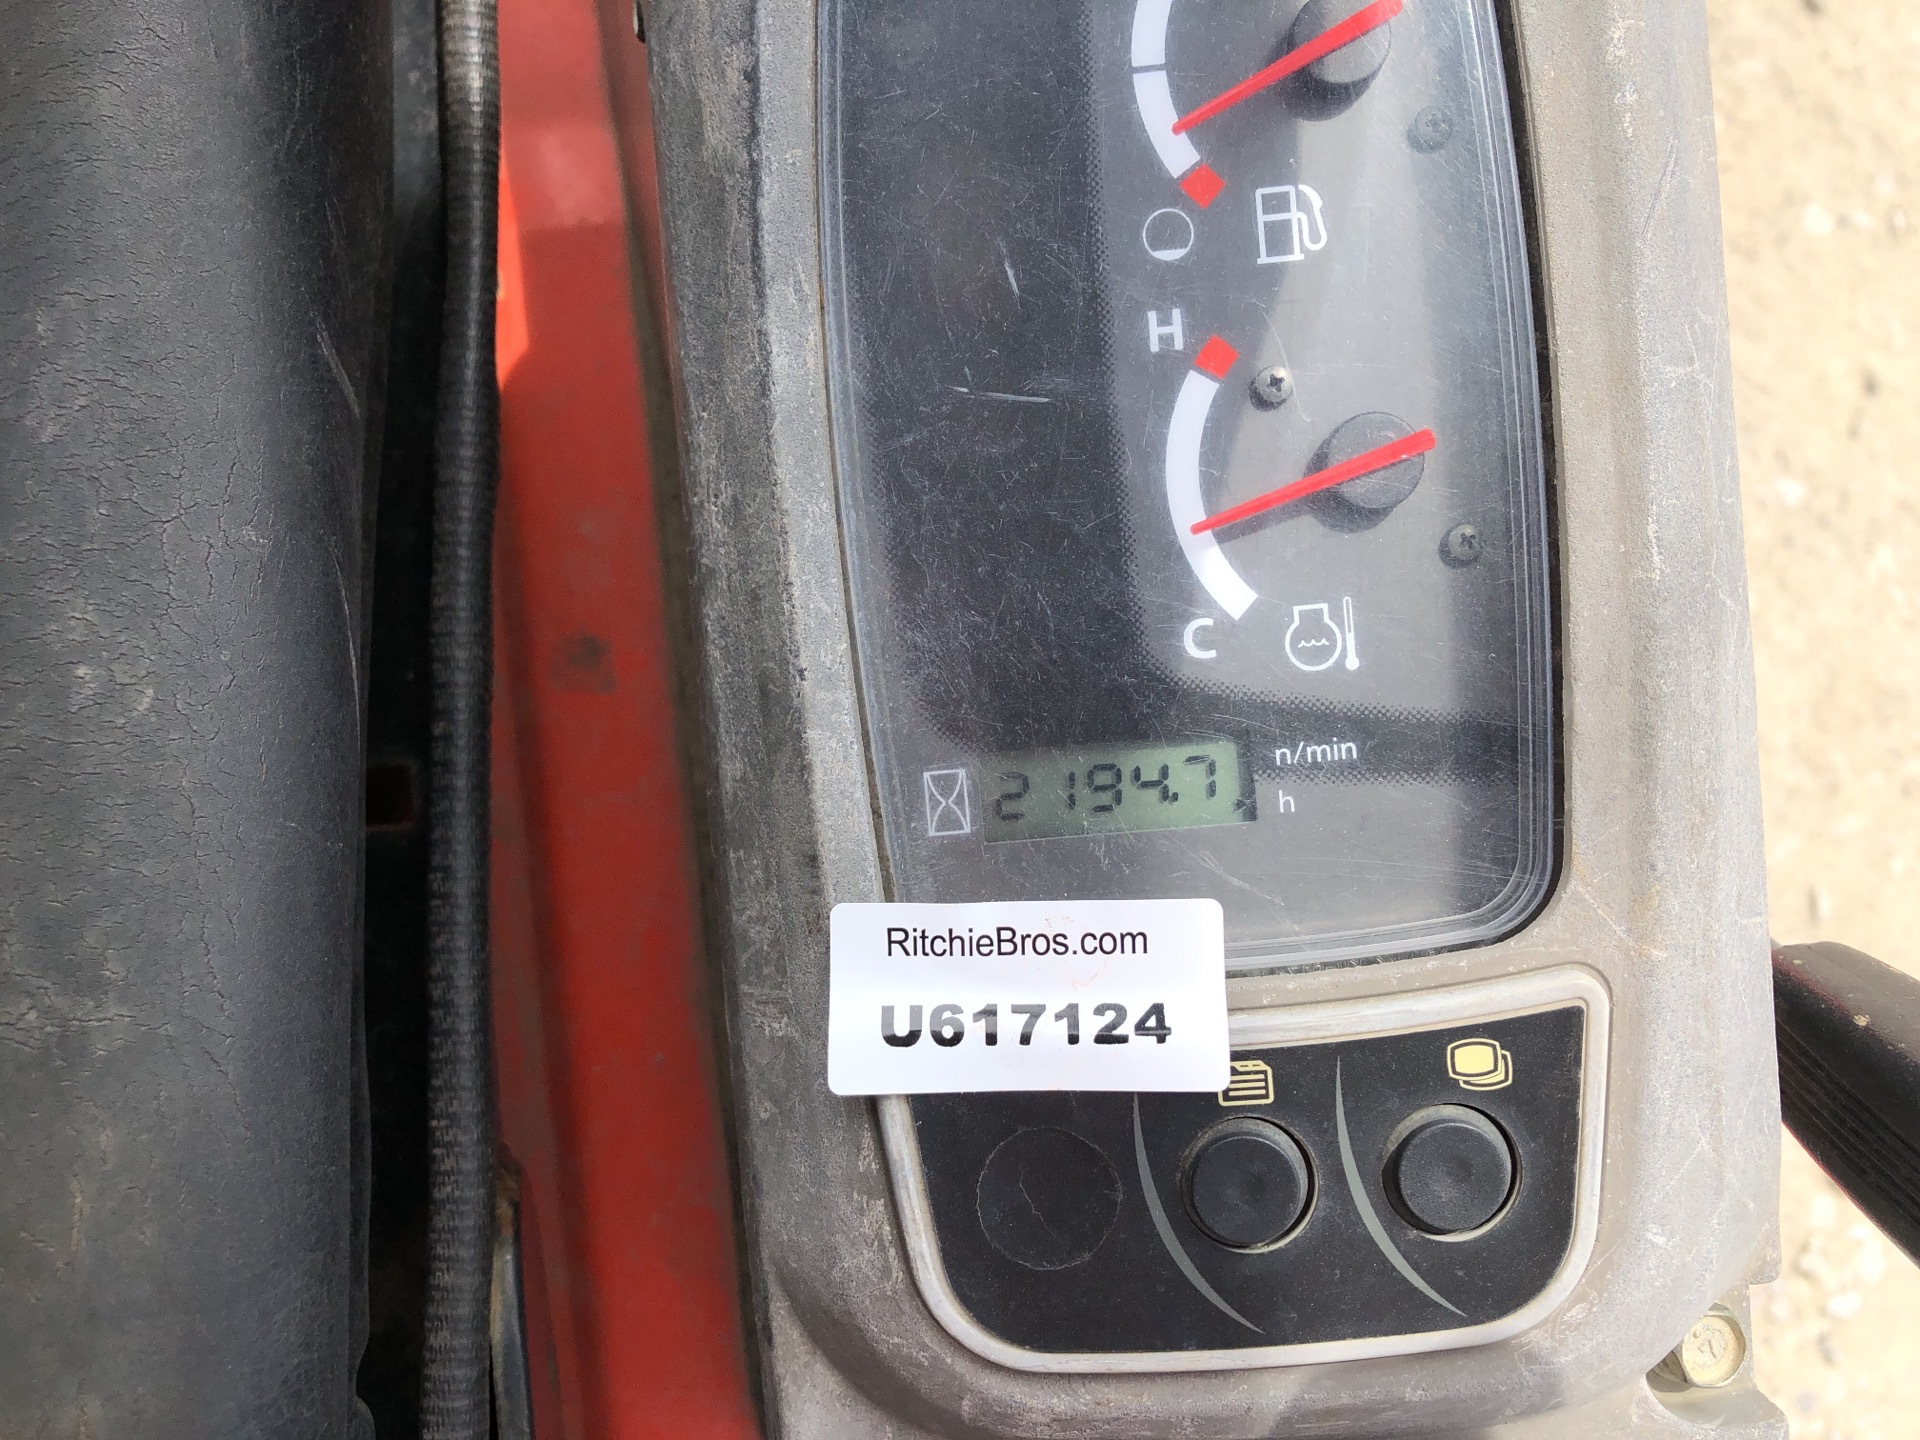 H
C
n/min
2194.7
h
RitchieBros.com
U617124